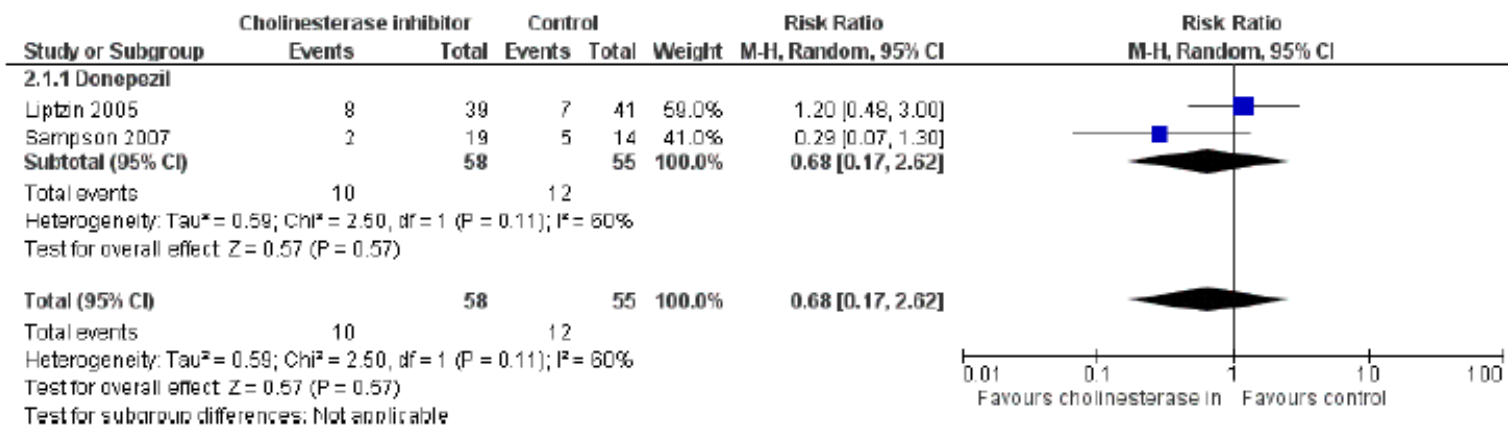 Cholinesterase inhibitor Control Risk Ratio Risk Ratio
Study or Subgroup Events Total Events Total Weight M-H, Random, 95% CI M-H, Random, 95% CI
2.1.1 Donepezil
Liptzin 2005 8 39 7 41 59.0% 1.20 [0.48, 3.00]
Sampson 2007 2 19 5 14 41.0% 0.29 [0.07, 1.30]
Subtotal (95% CI) 58 55 100.0% 0.68 [0.17, 2.62]
Total events 10 12
Heterogeneity: Tau² = 0.59; Chi² = 2.50, df = 1 (P = 0.11); I² = 60%
Test for overall effect: Z = 0.57 (P = 0.57)
Total (95% CI) 58 55 100.0% 0.68 [0.17, 2.62]
Total events 10 12
Heterogeneity: Tau² = 0.59; Chi² = 2.50, df = 1 (P = 0.11); I² = 60%
Test for overall effect: Z = 0.57 (P = 0.57)
Test for subgroup differences: Not applicable
0.01 0.1 1 10 100
Favours cholinesterase in Favours control